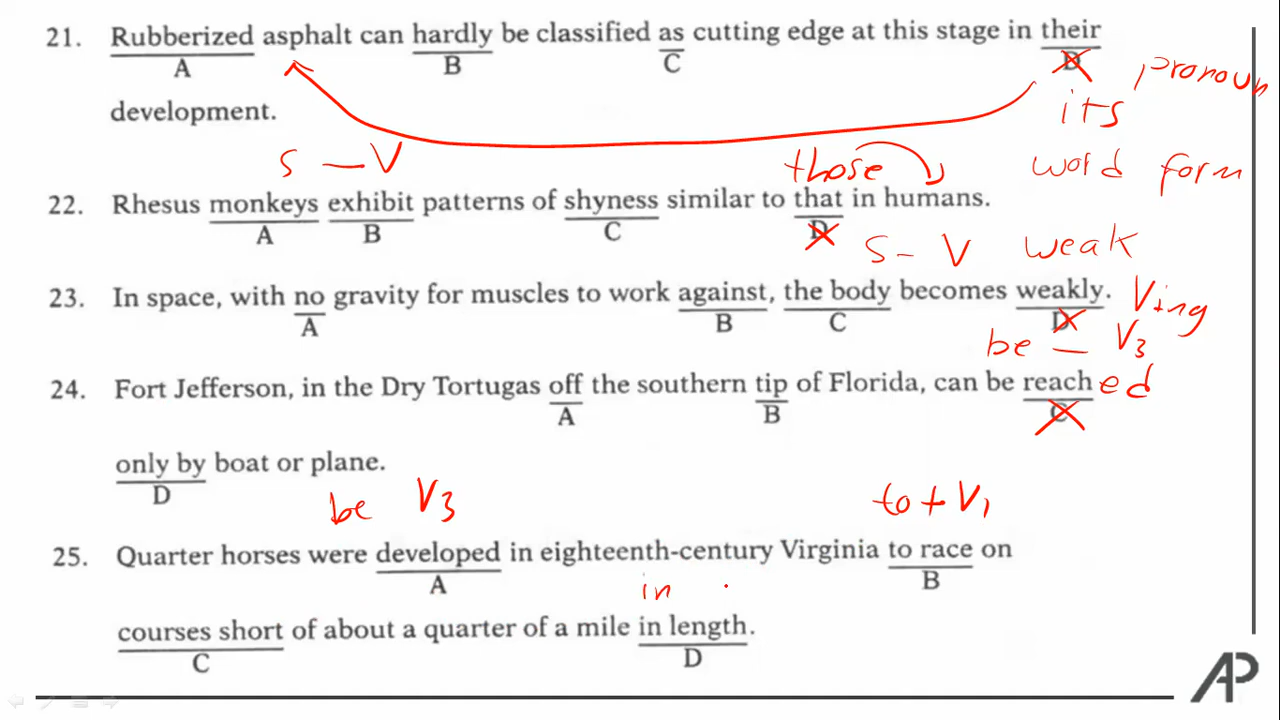 21. Rubberized asphalt can hardly be classified as cutting edge at this stage in their
A B C D pronoun
development. its
S — V those word form
22. Rhesus monkeys exhibit patterns of shyness similar to that in humans.
A B C D
S - V weak
23. In space, with no gravity for muscles to work against, the body becomes weakly. Ving
A B C D
be — V3
24. Fort Jefferson, in the Dry Tortugas off the southern tip of Florida, can be reach ed
A B C
only by boat or plane.
D
be V3 to + V1
25. Quarter horses were developed in eighteenth-century Virginia to race on
A in B
courses short of about a quarter of a mile in length.
C D
AP